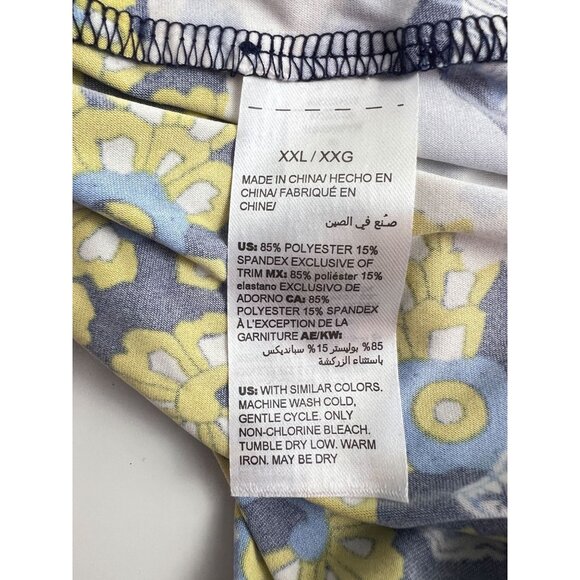 XXL / XXG
MADE IN CHINA/ HECHO EN
CHINA/ FABRIQUÉ EN
CHINE/
صنع في الصين
US: 85% POLYESTER 15%
SPANDEX EXCLUSIVE OF
TRIM MX: 85% poliéster 15%
elastano EXCLUSIVO DE
ADORNO CA: 85%
POLYESTER 15% SPANDEX
À L'EXCEPTION DE LA
GARNITURE AE/KW:
85% بوليستر 15% سبانديكس
باستثناء الزركشة
US: WITH SIMILAR COLORS.
MACHINE WASH COLD,
GENTLE CYCLE. ONLY
NON-CHLORINE BLEACH.
TUMBLE DRY LOW. WARM
IRON. MAY BE DRY